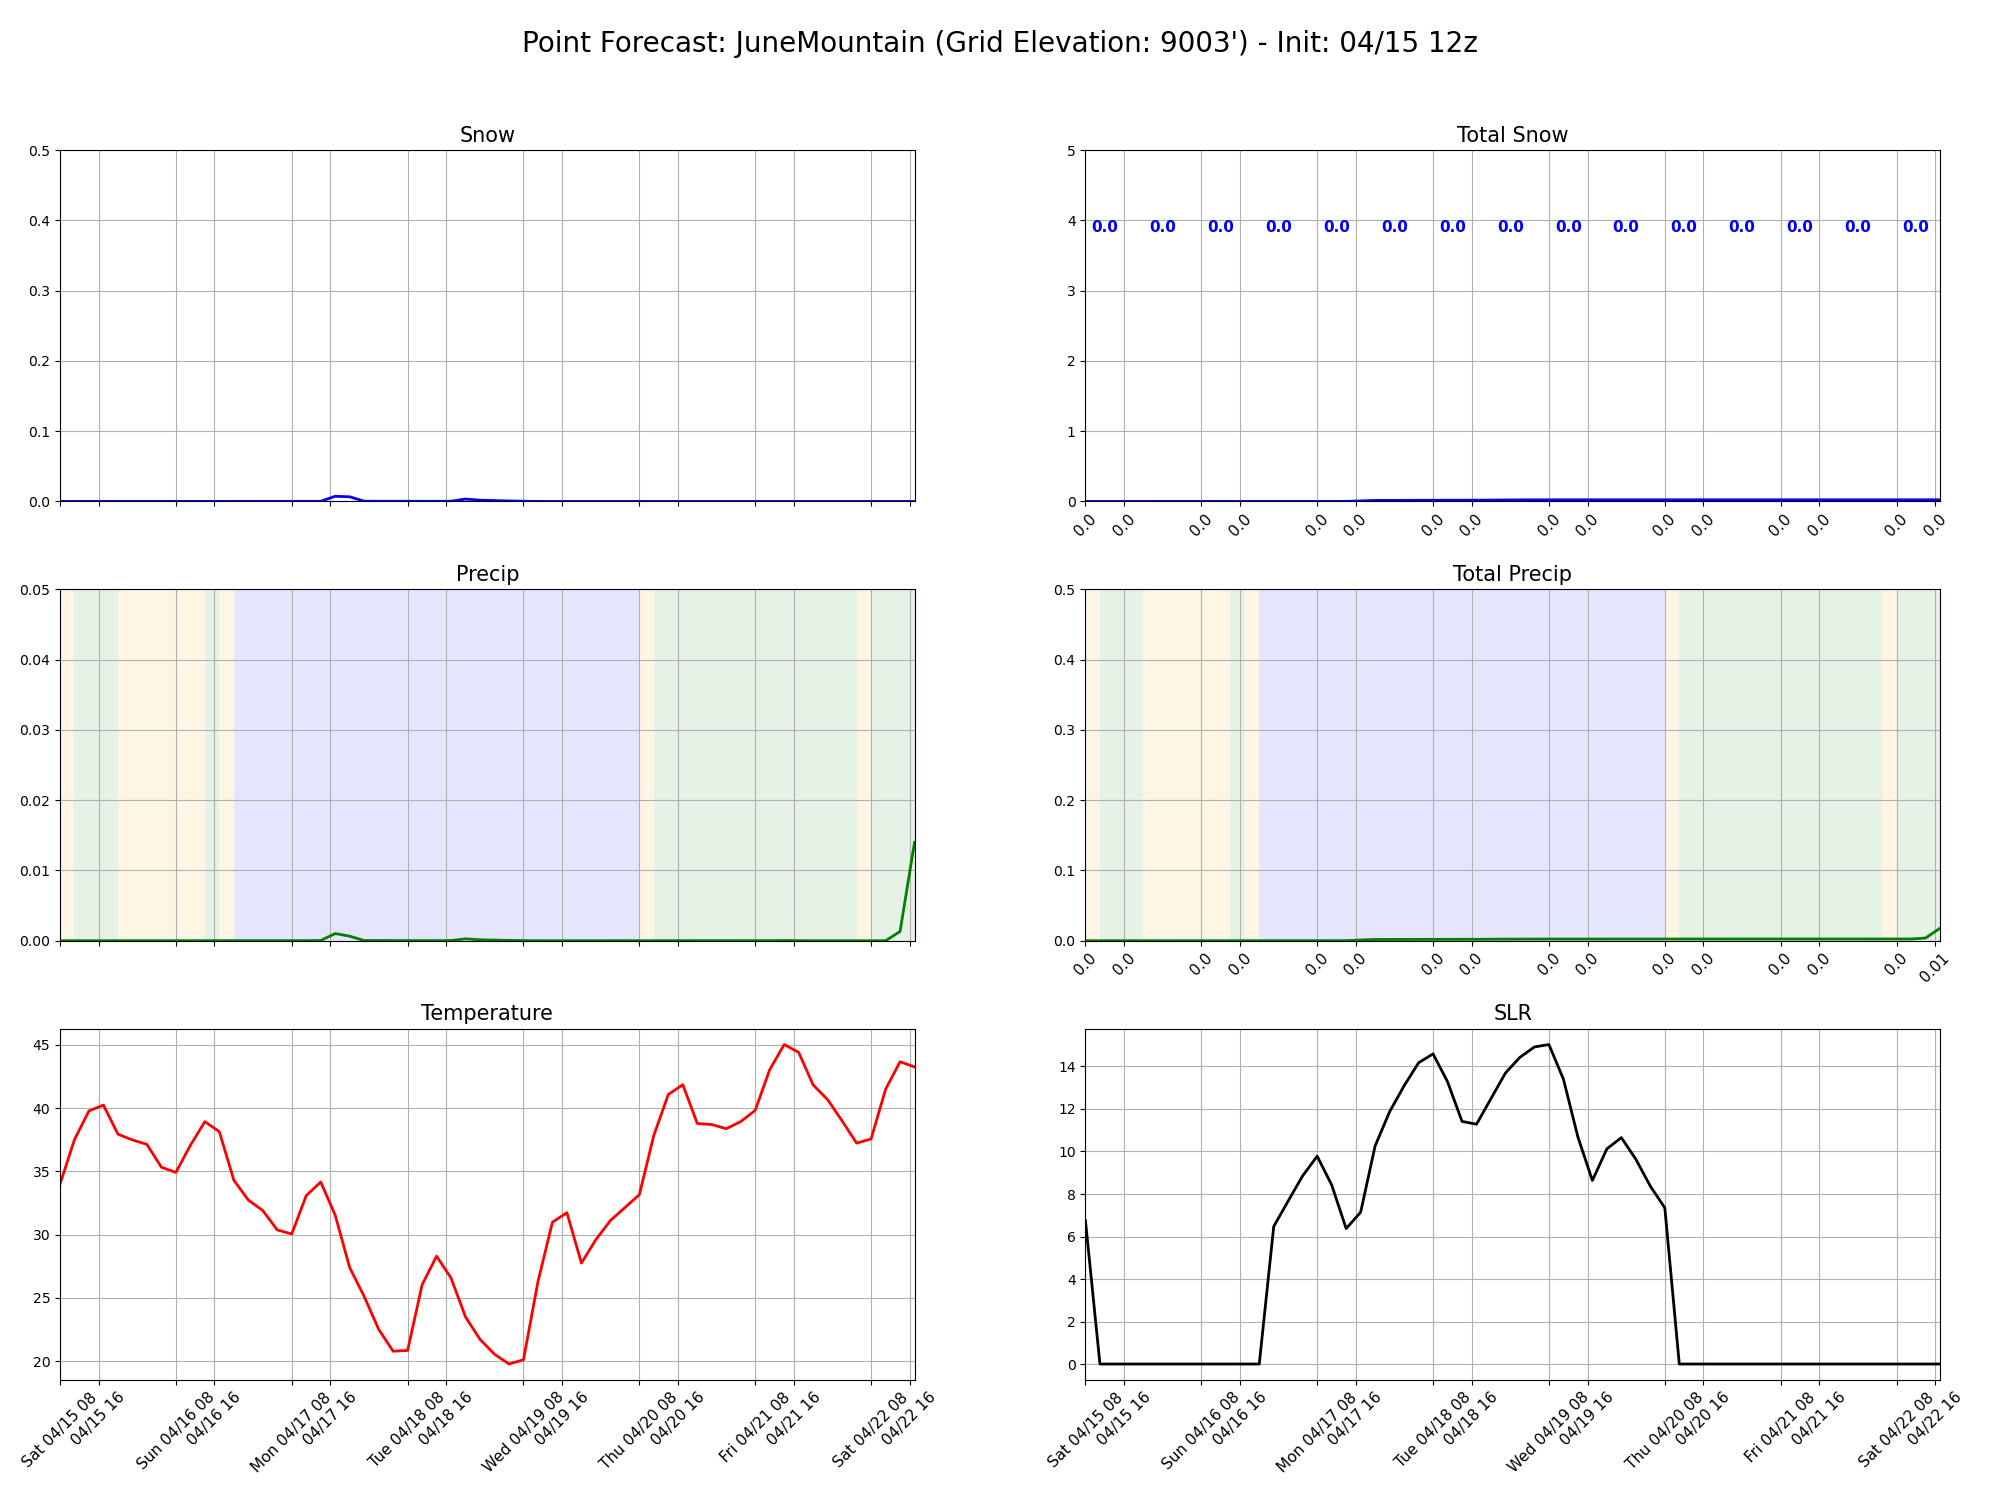 Point Forecast: JuneMountain (Grid Elevation: 9003') - Init: 04/15 12z
Snow
0.5
0.4
0.3
0.2
0.1
0.0
Total Snow
5
4
3
2
1
0
0.0 0.0 0.0 0.0 0.0 0.0 0.0 0.0 0.0 0.0 0.0 0.0 0.0 0.0 0.0
0.0 0.0 0.0 0.0 0.0 0.0 0.0 0.0 0.0 0.0 0.0 0.0 0.0 0.0 0.0 0.0
Precip
0.05
0.04
0.03
0.02
0.01
0.00
Total Precip
0.5
0.4
0.3
0.2
0.1
0.0
0.0 0.0 0.0 0.0 0.0 0.0 0.0 0.0 0.0 0.0 0.0 0.0 0.0 0.0 0.0 0.01
Temperature
45
40
35
30
25
20
Sat 04/15 08
04/15 16
Sun 04/16 08
04/16 16
Mon 04/17 08
04/17 16
Tue 04/18 08
04/18 16
Wed 04/19 08
04/19 16
Thu 04/20 08
04/20 16
Fri 04/21 08
04/21 16
Sat 04/22 08
04/22 16
SLR
14
12
10
8
6
4
2
0
Sat 04/15 08
04/15 16
Sun 04/16 08
04/16 16
Mon 04/17 08
04/17 16
Tue 04/18 08
04/18 16
Wed 04/19 08
04/19 16
Thu 04/20 08
04/20 16
Fri 04/21 08
04/21 16
Sat 04/22 08
04/22 16